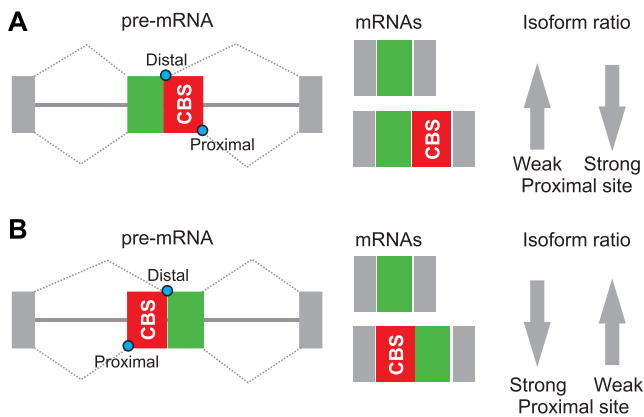 A
pre-mRNA
mRNAs
Isoform ratio
Distal
CBS
Proximal
CBS
Weak
Strong
Proximal site
B
pre-mRNA
mRNAs
Isoform ratio
Distal
CBS
Proximal
CBS
Strong
Weak
Proximal site